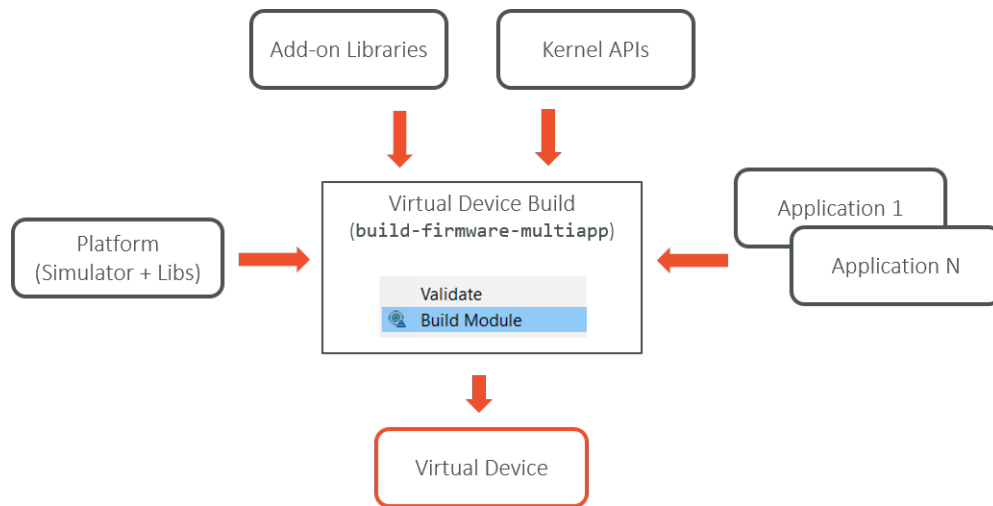 Add-on Libraries
Kernel APIs
Virtual Device Build
(build-firmware-multiapp)
Platform
(Simulator + Libs)
Application 1
Application N
Validate
Build Module
Virtual Device